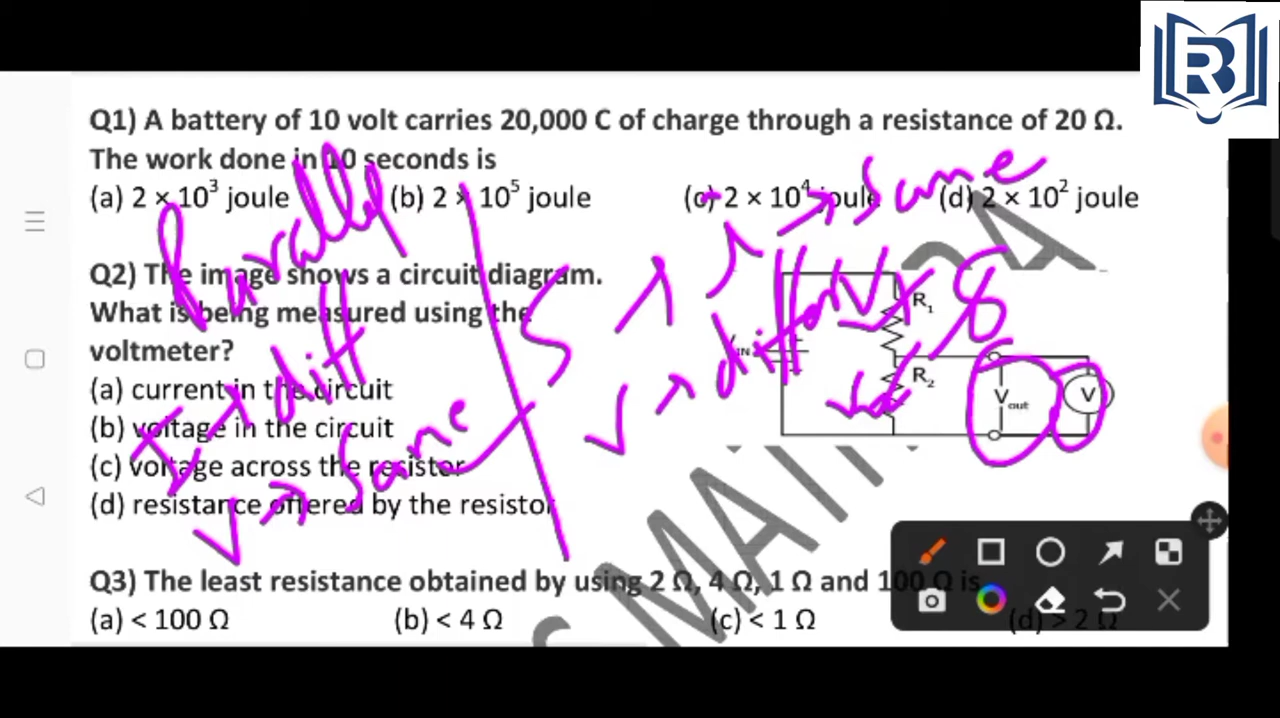 RB
Q1) A battery of 10 volt carries 20,000 C of charge through a resistance of 20 Ω.
The work done in 10 seconds is
(a) 2 × 10³ joule (b) 2 × 10⁵ joule (c) 2 × 10⁴ joule (d) 2 × 10² joule
Q2) The image shows a circuit diagram.
What is being measured using the
voltmeter?
(a) current in the circuit
(b) voltage in the circuit
(c) voltage across the resistor
(d) resistance offered by the resistor
R₁
IN
R₂
V out
V
Parallel
I → diff
V → Same
S
I → Same
V → diff
Q3) The least resistance obtained by using 2 Ω, 4 Ω, 1 Ω and 100 Ω is
(a) < 100 Ω (b) < 4 Ω (c) < 1 Ω (d) > 2 Ω